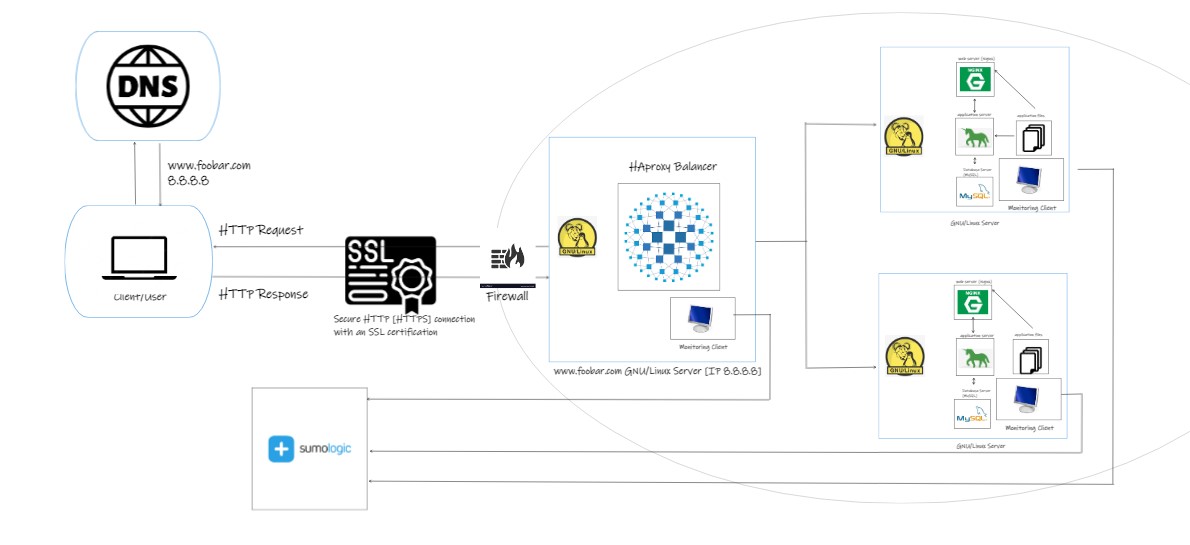 DNS
www.foobar.com
8.8.8.8
Client/User
HTTP Request
HTTP Response
SSL
Secure HTTP [HTTPS] connection
with an SSL certification
Firewall
HAproxy Balancer
GNU/Linux
Monitoring Client
www.foobar.com GNU/Linux Server [IP 8.8.8.8]
web server [nginx]
NGINX
G
application server
application files
GNU/Linux
Database Server
[MySQL]
MySQL
Monitoring Client
GNU/Linux Server
web server [nginx]
NGINX
G
application server
application files
GNU/Linux
Database Server
[MySQL]
MySQL
Monitoring Client
GNU/Linux Server
sumologic